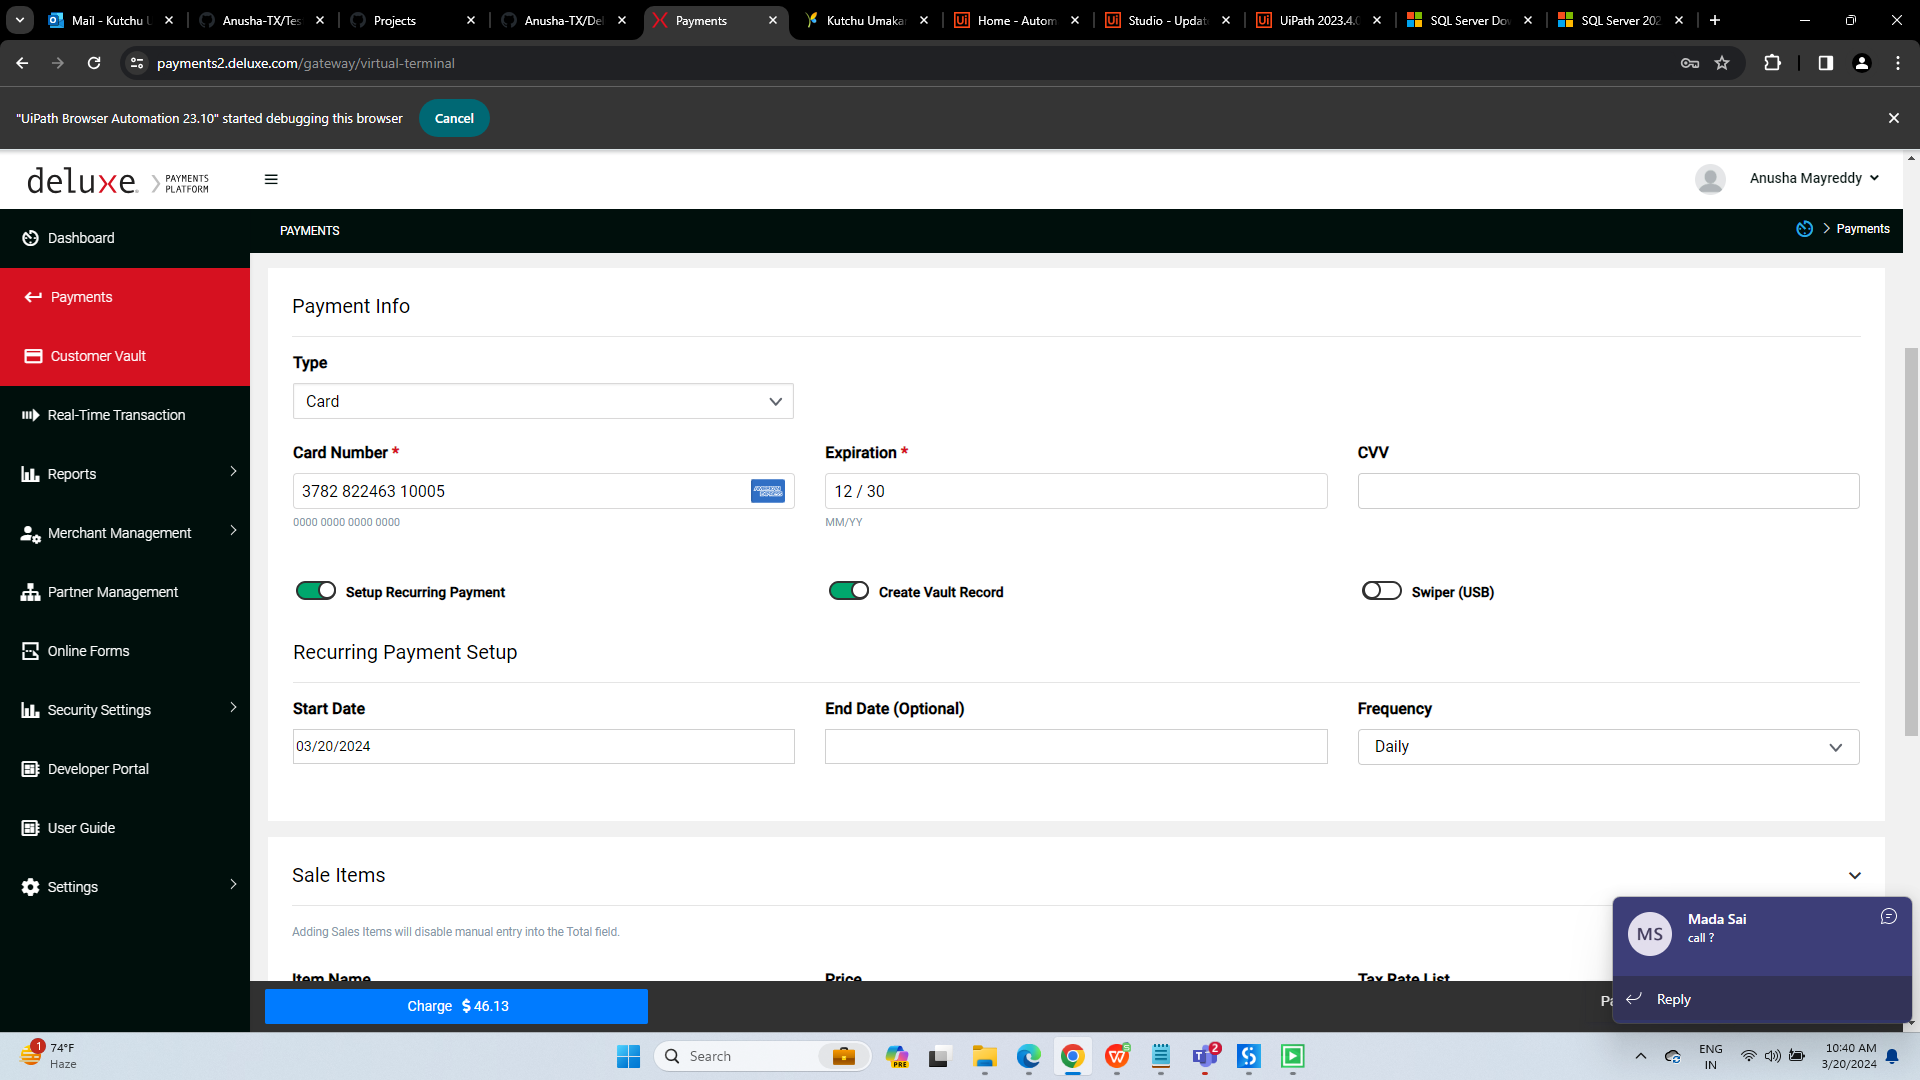 Mail - Kutchu U
Anusha-TX/Tes
Projects
Anusha-TX/Del
Payments
Kutchu Umakan
Home - Autom
Studio - Updat
UiPath 2023.4.0
SQL Server Do
SQL Server 202
payments2.deluxe.com/gateway/virtual-terminal
"UiPath Browser Automation 23.10" started debugging this browser
Cancel
deluxe. PAYMENTS PLATFORM
Anusha Mayreddy
Dashboard
PAYMENTS
Payments
Payments
Customer Vault
Real-Time Transaction
Reports
Merchant Management
Partner Management
Online Forms
Security Settings
Developer Portal
User Guide
Settings
Payment Info
Type
Card
Card Number * Expiration * CVV
3782 822463 10005 12 / 30
0000 0000 0000 0000 MM/YY
Setup Recurring Payment Create Vault Record Swiper (USB)
Recurring Payment Setup
Start Date End Date (Optional) Frequency
03/20/2024 Daily
Sale Items
Adding Sales Items will disable manual entry into the Total field.
Item Name Price Tax Rate List
Charge $ 46.13
Pa
MS
Mada Sai
call ?
Reply
1
74°F
Haze
Search
PRE
2
ENG
IN
10:40 AM
3/20/2024